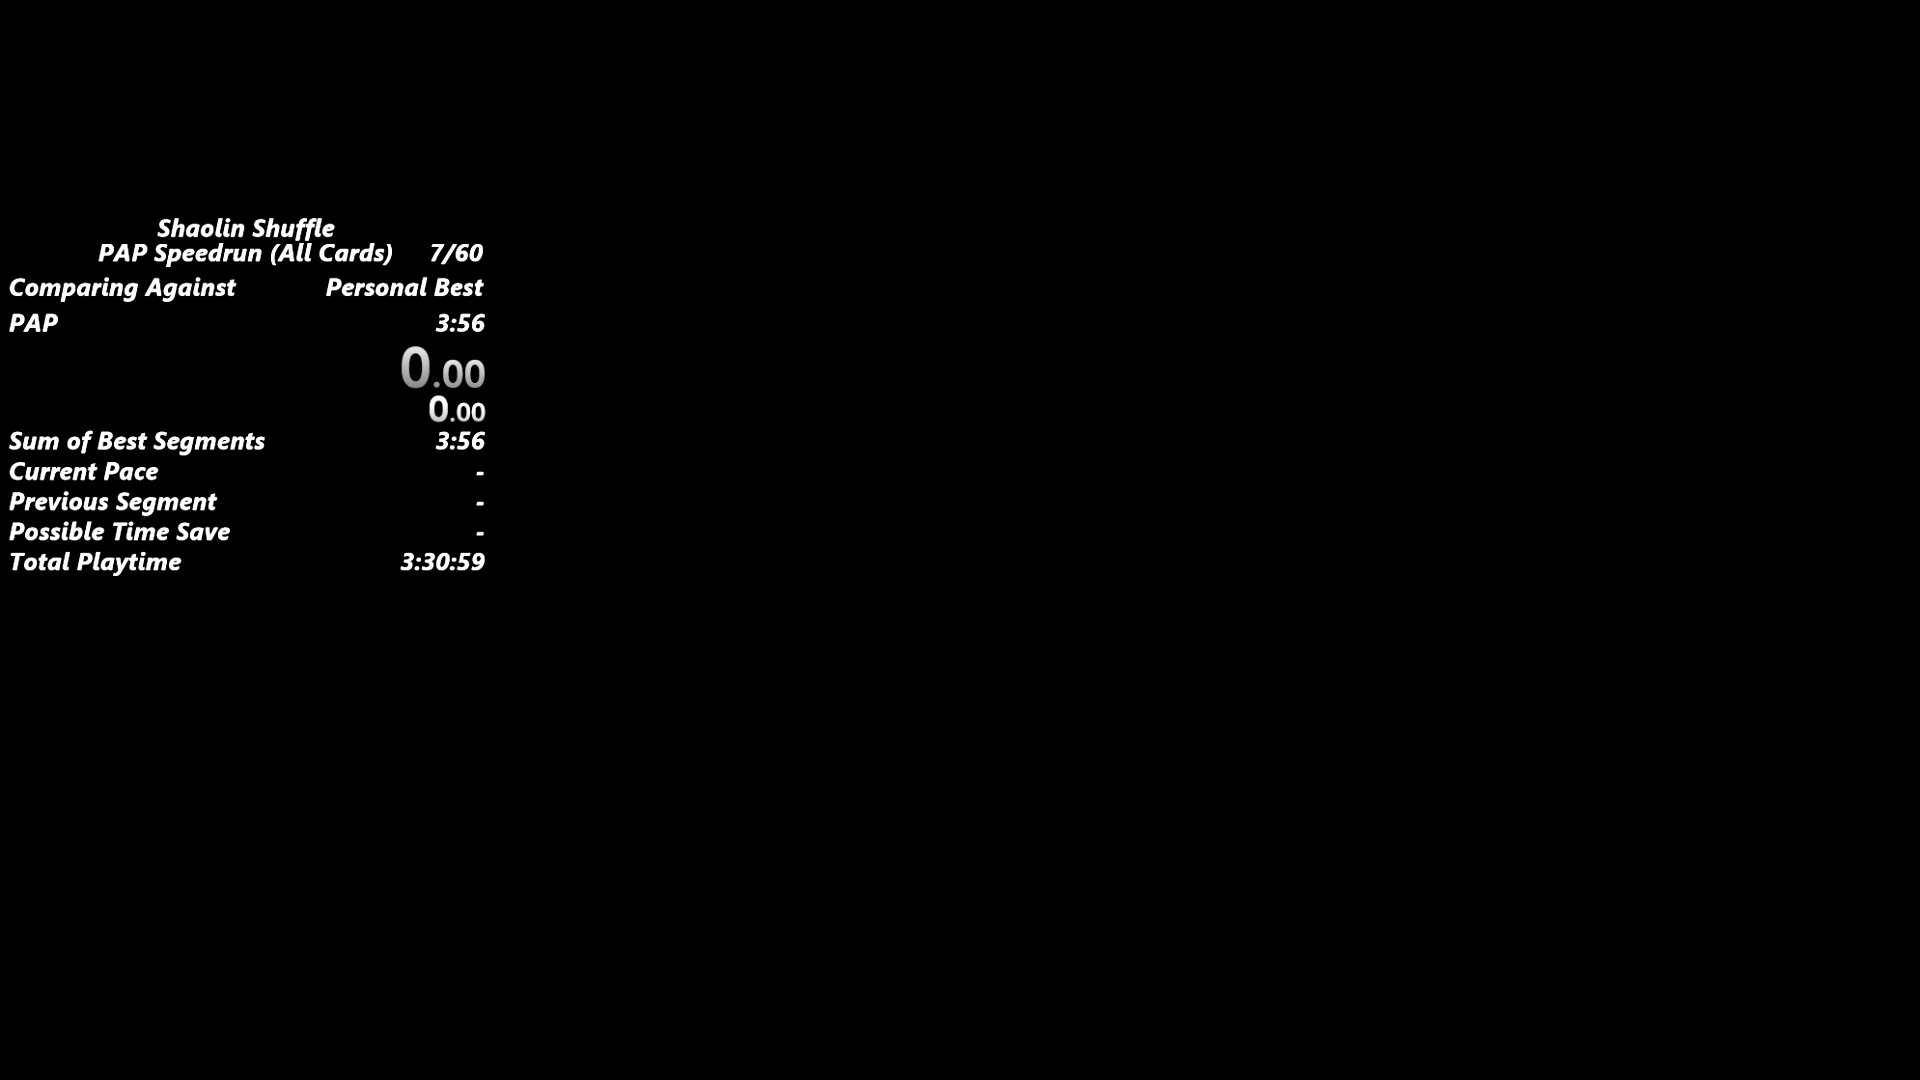 Shaolin Shuffle
PAP Speedrun (All Cards) 7/60
Comparing Against Personal Best
PAP 3:56
0.00
0.00
Sum of Best Segments 3:56
Current Pace -
Previous Segment -
Possible Time Save -
Total Playtime 3:30:59